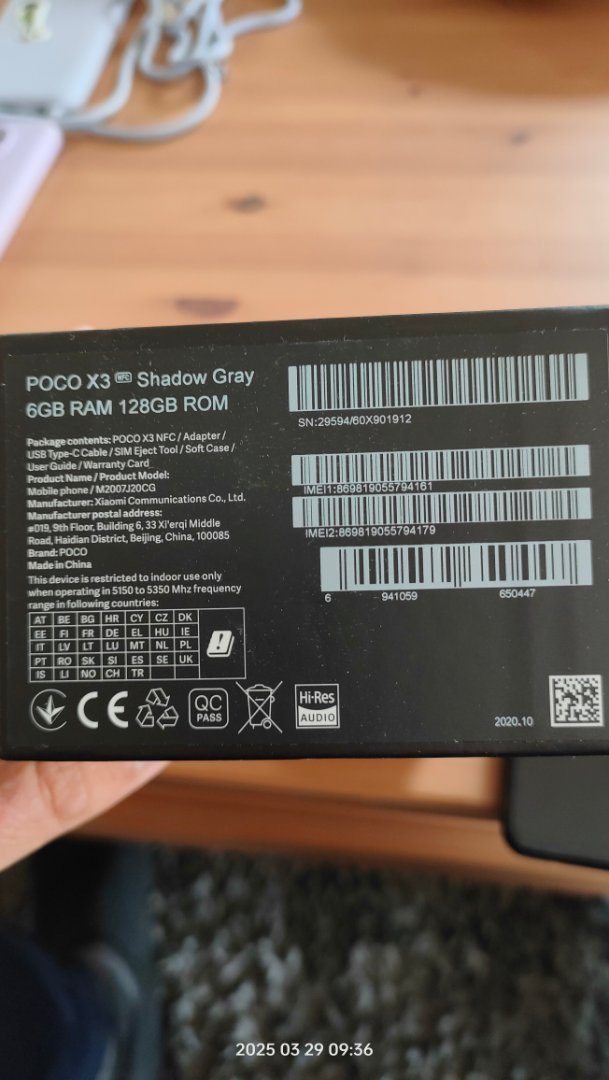 POCO X3 NFC Shadow Gray
6GB RAM 128GB ROM
Package contents: POCO X3 NFC / Adapter /
USB Type-C Cable / SIM Eject Tool / Soft Case /
User Guide / Warranty Card
Product Name / Product Model:
Mobile phone / M2007J20CG
Manufacturer: Xiaomi Communications Co., Ltd.
Manufacturer postal address:
#019, 9th Floor, Building 6, 33 Xi'erqi Middle
Road, Haidian District, Beijing, China, 100085
Brand: POCO
Made in China
This device is restricted to indoor use only
when operating in 5150 to 5350 Mhz frequency
range in following countries:
AT BE BG HR CY CZ DK
EE FI FR DE EL HU IE
IT LV LT LU MT NL PL
PT RO SK SI ES SE UK
IS LI NO CH TR
SN:29594/60X901912
IMEI1:869819055794161
IMEI2:869819055794179
6 941059 650447
CE
QC
PASS
Hi-Res
AUDIO
2020.10
2025 03 29 09:36